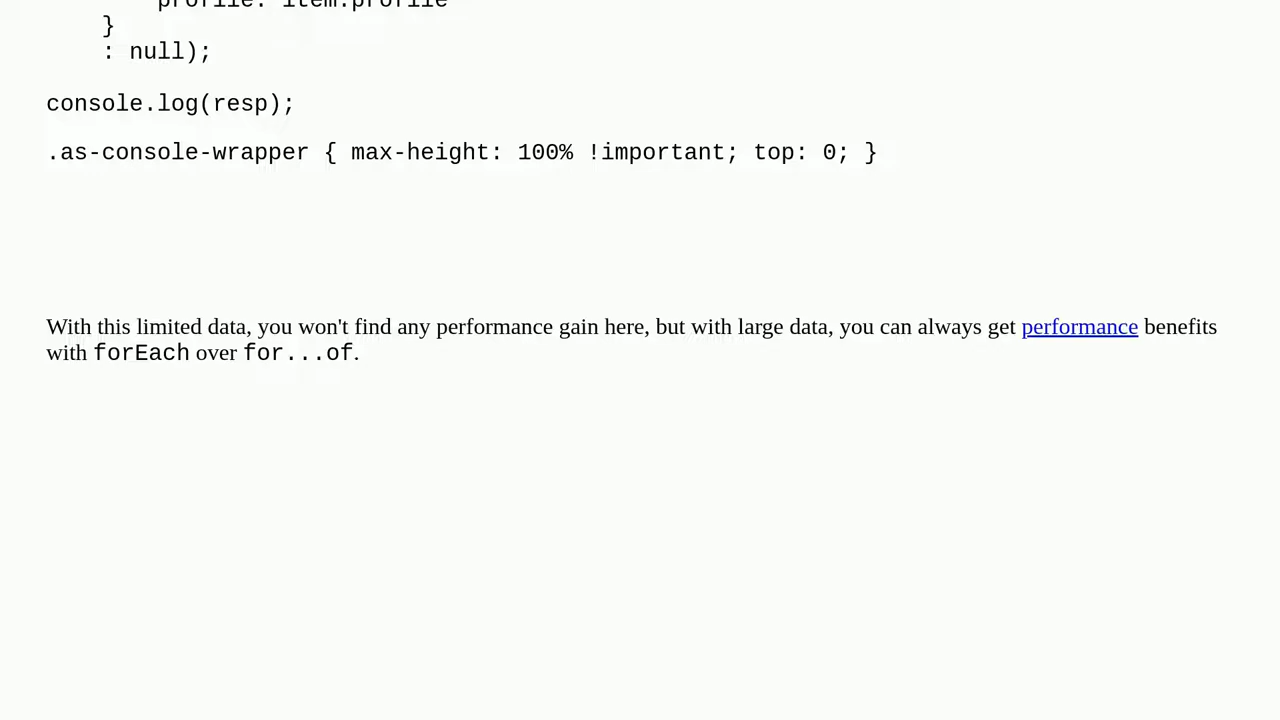 profile: item.profile
}
: null);
console.log(resp);
.as-console-wrapper { max-height: 100% !important; top: 0; }
With this limited data, you won't find any performance gain here, but with large data, you can always get performance benefits
with forEach over for...of.